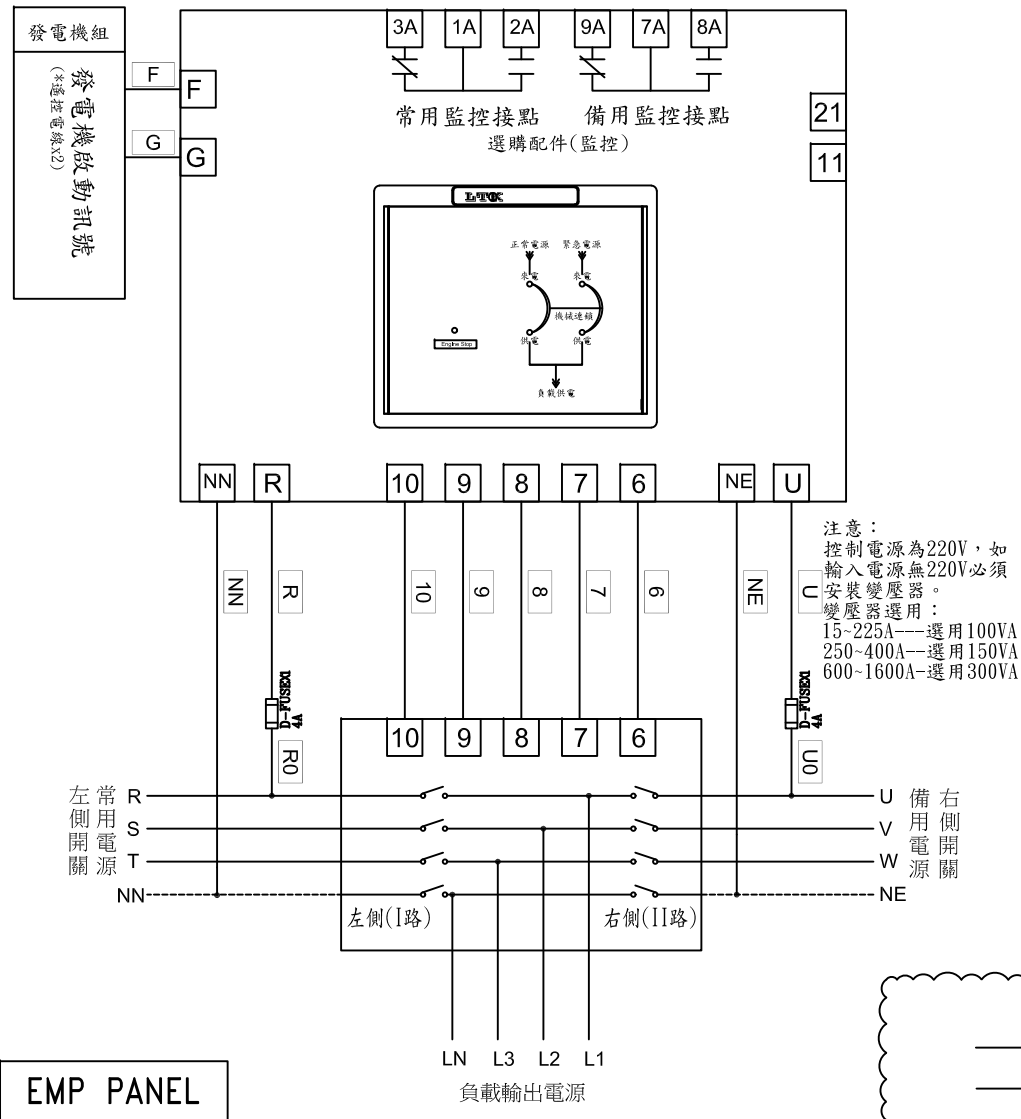 發電機組
發電機啟動訊號
(*遙控電線x2)
F
G
F
G
3A 1A 2A 9A 7A 8A
常用監控接點 備用監控接點
選購配件(監控)
21
11
LTCK
正常電源 緊急電源
來電 來電
機械連鎖
供電 供電
Engine Stop
負載供電
NN R 10 9 8 7 6 NE U
NN R 10 9 8 7 6 NE U
注意：
控制電源為220V，如
輸入電源無220V必須
安裝變壓器。
變壓器選用：
15~225A---選用100VA
250~400A--選用150VA
600~1600A-選用300VA
D-FUSEX1
4A
D-FUSEX1
4A
R0
U0
10 9 8 7 6
左側開關
常用電源
R
S
T
NN
U
V
W
NE
備用電源
右側開關
左側(I路) 右側(II路)
LN L3 L2 L1
負載輸出電源
EMP PANEL